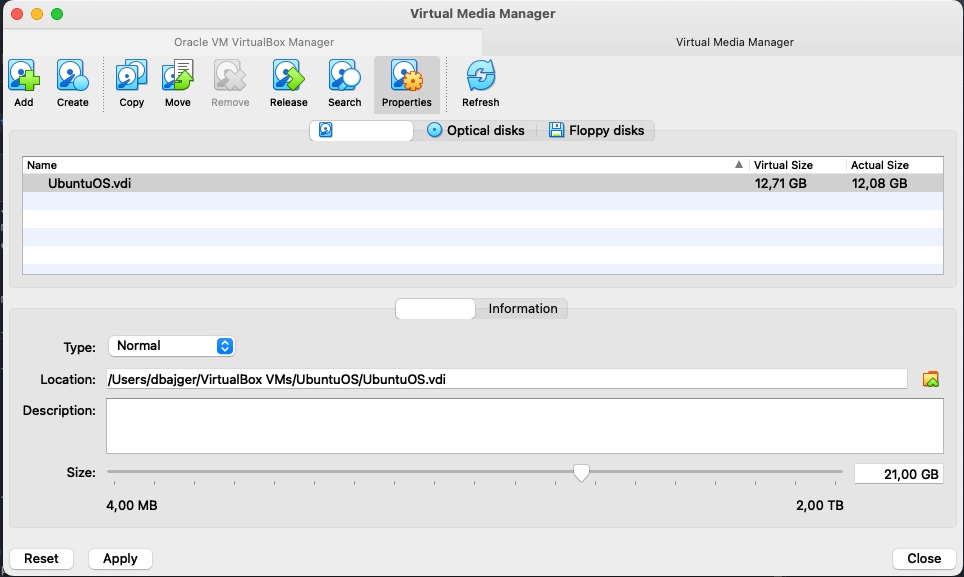 Virtual Media Manager
Oracle VM VirtualBox Manager
Virtual Media Manager
Add
Create
Copy
Move
Remove
Release
Search
Properties
Refresh
Optical disks
Floppy disks
Name
Virtual Size
Actual Size
UbuntuOS.vdi
12,71 GB
12,08 GB
Information
Type:
Normal
Location:
/Users/dbajger/VirtualBox VMs/UbuntuOS/UbuntuOS.vdi
Description:
Size:
21,00 GB
4,00 MB
2,00 TB
Reset
Apply
Close